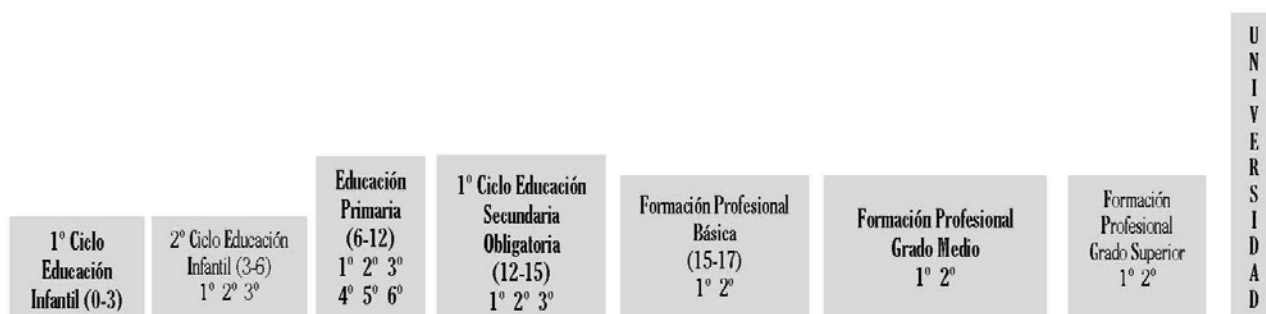 1º Ciclo
Educación
Infantil (0-3)
2º Ciclo Educación
Infantil (3-6)
1º 2º 3º
Educación
Primaria
(6-12)
1º 2º 3º
4º 5º 6º
1º Ciclo Educación
Secundaria
Obligatoria
(12-15)
1º 2º 3º
Formación Profesional
Básica
(15-17)
1º 2º
Formación Profesional
Grado Medio
1º 2º
Formación
Profesional
Grado Superior
1º 2º
U
N
I
V
E
R
S
I
D
A
D